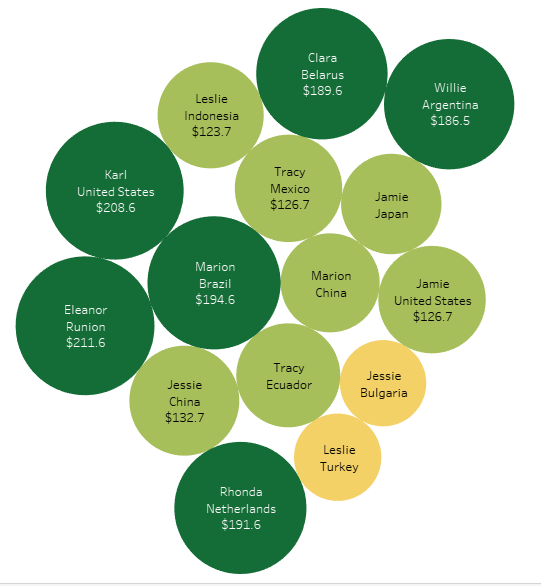 Clara
Belarus
$189.6
Willie
Argentina
$186.5
Leslie
Indonesia
$123.7
Karl
United States
$208.6
Tracy
Mexico
$126.7
Jamie
Japan
Marion
Brazil
$194.6
Marion
China
Jamie
United States
$126.7
Eleanor
Runion
$211.6
Jessie
China
$132.7
Tracy
Ecuador
Jessie
Bulgaria
Leslie
Turkey
Rhonda
Netherlands
$191.6